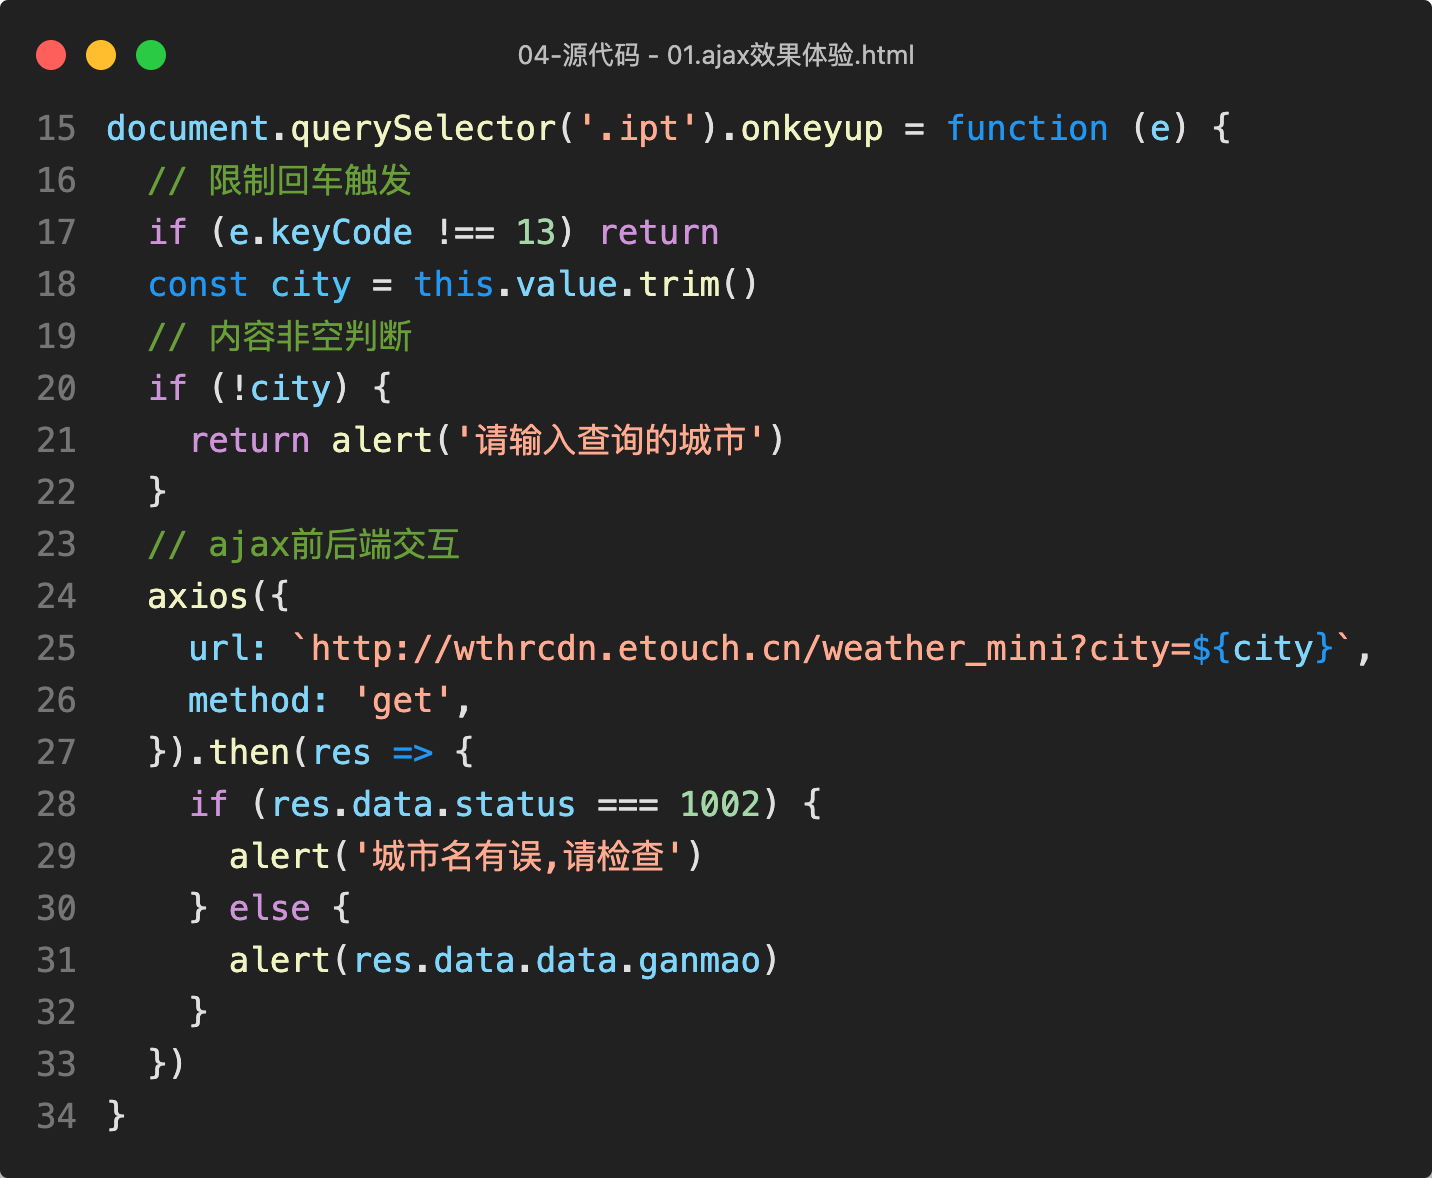 04-源代码 - 01.ajax效果体验.html
15 document.querySelector('.ipt').onkeyup = function (e) {
16   // 限制回车触发
17   if (e.keyCode !== 13) return
18   const city = this.value.trim()
19   // 内容非空判断
20   if (!city) {
21     return alert('请输入查询的城市')
22   }
23   // ajax前后端交互
24   axios({
25     url: `http://wthrcdn.etouch.cn/weather_mini?city=${city}`,
26     method: 'get',
27   }).then(res => {
28     if (res.data.status === 1002) {
29       alert('城市名有误,请检查')
30     } else {
31       alert(res.data.data.ganmao)
32     }
33   })
34 }